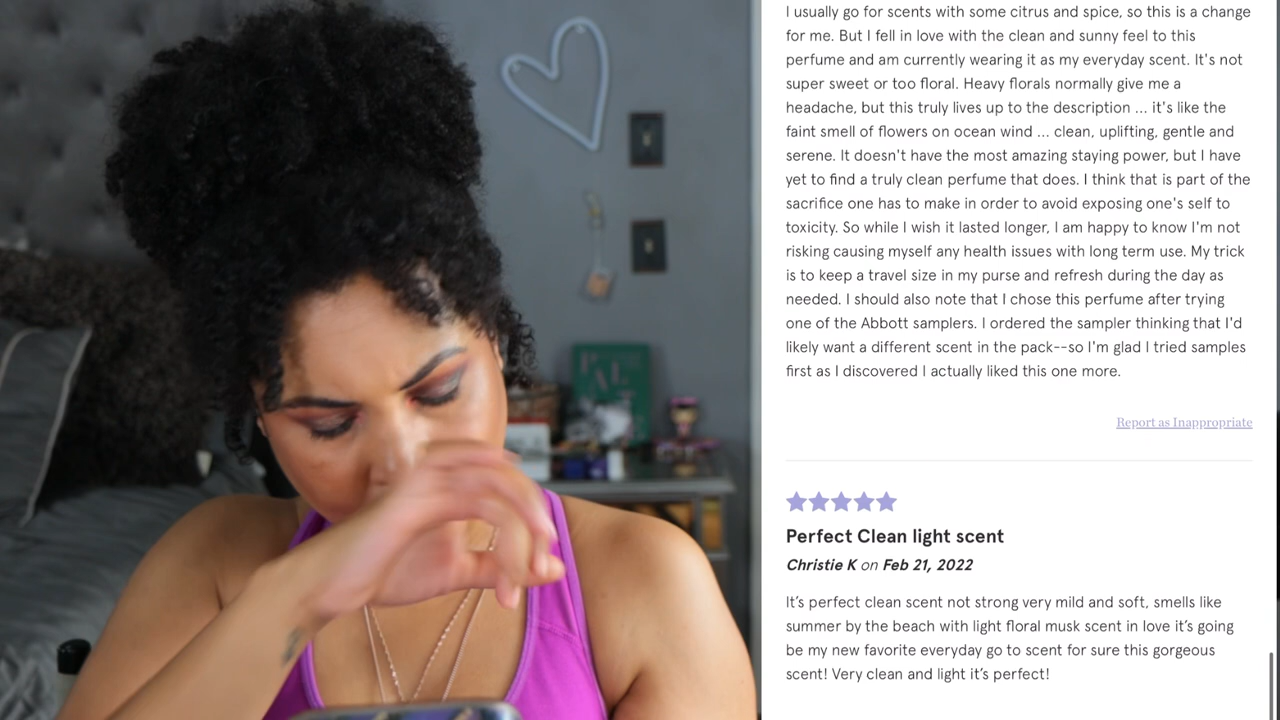 I usually go for scents with some citrus and spice, so this is a change
for me. But I fell in love with the clean and sunny feel to this
perfume and am currently wearing it as my everyday scent. It's not
super sweet or too floral. Heavy florals normally give me a
headache, but this truly lives up to the description ... it's like the
faint smell of flowers on ocean wind ... clean, uplifting, gentle and
serene. It doesn't have the most amazing staying power, but I have
yet to find a truly clean perfume that does. I think that is part of the
sacrifice one has to make in order to avoid exposing one's self to
toxicity. So while I wish it lasted longer, I am happy to know I'm not
risking causing myself any health issues with long term use. My trick
is to keep a travel size in my purse and refresh during the day as
needed. I should also note that I chose this perfume after trying
one of the Abbott samplers. I ordered the sampler thinking that I'd
likely want a different scent in the pack--so I'm glad I tried samples
first as I discovered I actually liked this one more.
Report as Inappropriate
Perfect Clean light scent
Christie K on Feb 21, 2022
It's perfect clean scent not strong very mild and soft, smells like
summer by the beach with light floral musk scent in love it's going
be my new favorite everyday go to scent for sure this gorgeous
scent! Very clean and light it's perfect!